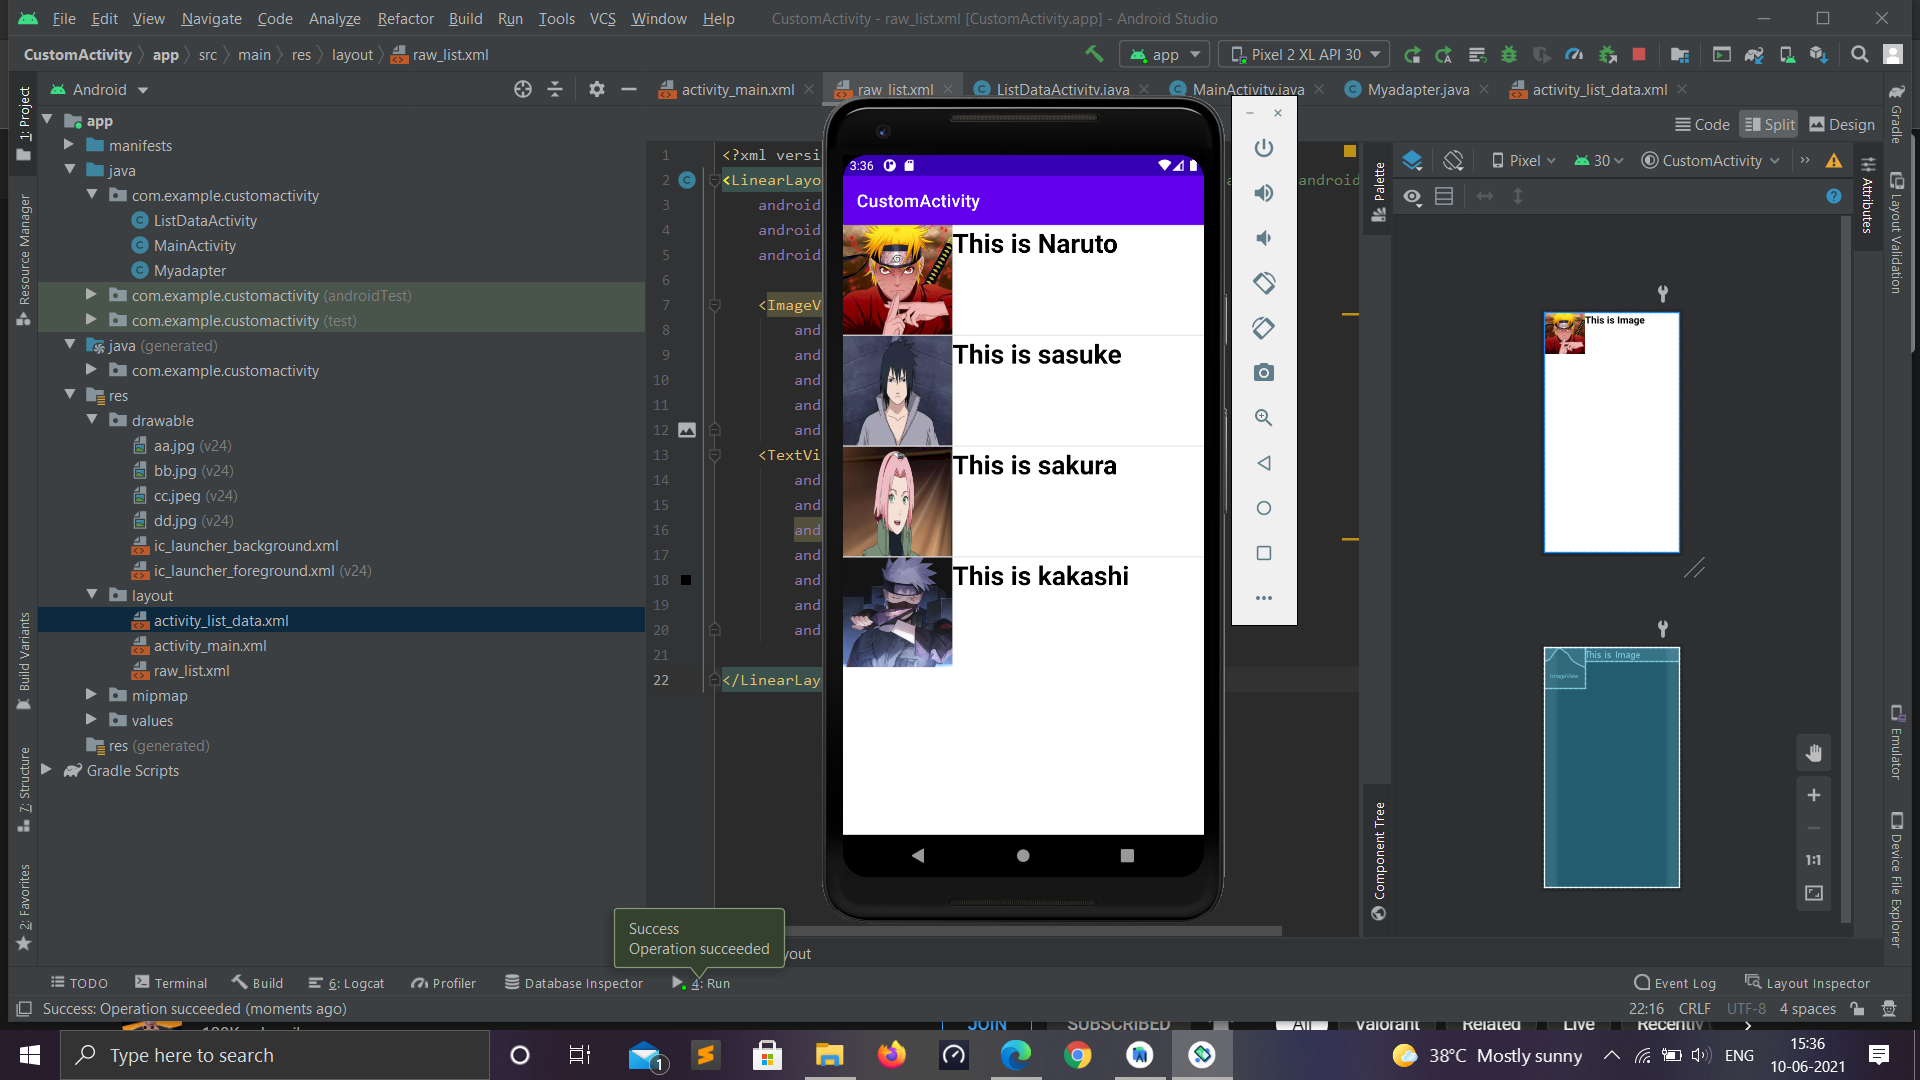 File Edit View Navigate Code Analyze Refactor Build Run Tools VCS Window Help CustomActivity - raw_list.xml [CustomActivity.app] - Android Studio
CustomActivity app src main res layout raw_list.xml app Pixel 2 XL API 30
Android activity_main.xml raw_list.xml ListDataActivity.java MainActivity.java Myadapter.java activity_list_data.xml
Code Split Design
Pixel 30 CustomActivity
1: Project
Resource Manager
Build Variants
7: Structure
2: Favorites
app
manifests
java
com.example.customactivity
ListDataActivity
MainActivity
Myadapter
com.example.customactivity (androidTest)
com.example.customactivity (test)
java (generated)
com.example.customactivity
res
drawable
aa.jpg (v24)
bb.jpg (v24)
cc.jpeg (v24)
dd.jpg (v24)
ic_launcher_background.xml
ic_launcher_foreground.xml (v24)
layout
activity_list_data.xml
activity_main.xml
raw_list.xml
mipmap
values
res (generated)
Gradle Scripts
1 <?xml versi
2 <LinearLayo android
3 android
4 android
5 android
6
7 <ImageV
8 and
9 and
10 and
11 and
12 and
13 <TextVi
14 and
15 and
16 and
17 and
18 and
19 and
20 and
21
22 </LinearLay
3:36
CustomActivity
This is Naruto
This is sasuke
This is sakura
This is kakashi
Palette
Component Tree
Attributes
Gradle
Layout Validation
Emulator
Device File Explorer
This is Image
This is Image
ImageView
1:1
Success
Operation succeeded
yout
TODO Terminal Build 6: Logcat Profiler Database Inspector 4: Run Event Log Layout Inspector
Success: Operation succeeded (moments ago) 22:16 CRLF UTF-8 4 spaces
JOIN SUBSCRIBED All Valorant Related Live Recently
Type here to search 1 38°C Mostly sunny ENG 15:36
10-06-2021